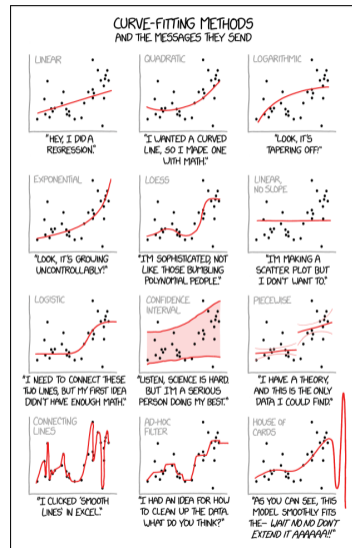 CURVE-FITTING METHODS
AND THE MESSAGES THEY SEND
LINEAR
QUADRATIC
LOGARITHMIC
"HEY, I DID A
REGRESSION."
"I WANTED A CURVED
LINE, SO I MADE ONE
WITH MATH."
"LOOK, IT'S
TAPERING OFF!"
EXPONENTIAL
LOESS
LINEAR,
NO SLOPE
"LOOK, IT'S GROWING
UNCONTROLLABLY!"
"I'M SOPHISTICATED, NOT
LIKE THOSE BUMBLING
POLYNOMIAL PEOPLE."
"I'M MAKING A
SCATTER PLOT BUT
I DON'T WANT TO."
LOGISTIC
CONFIDENCE
INTERVAL
PIECEWISE
"I NEED TO CONNECT THESE
TWO LINES, BUT MY FIRST IDEA
DIDN'T HAVE ENOUGH MATH."
"LISTEN, SCIENCE IS HARD.
BUT I'M A SERIOUS
PERSON DOING MY BEST."
"I HAVE A THEORY,
AND THIS IS THE ONLY
DATA I COULD FIND."
CONNECTING
LINES
AD-HOC
FILTER
HOUSE OF
CARDS
"I CLICKED 'SMOOTH
LINES' IN EXCEL."
"I HAD AN IDEA FOR HOW
TO CLEAN UP THE DATA.
WHAT DO YOU THINK?"
"AS YOU CAN SEE, THIS
MODEL SMOOTHLY FITS
THE- WAIT NO NO DON'T
EXTEND IT AAAAAA!!"